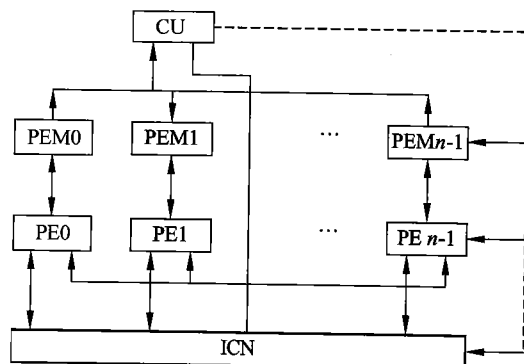 CU
PEM0 PEM1 ... PEMn-1
PE0 PE1 ... PE n-1
ICN